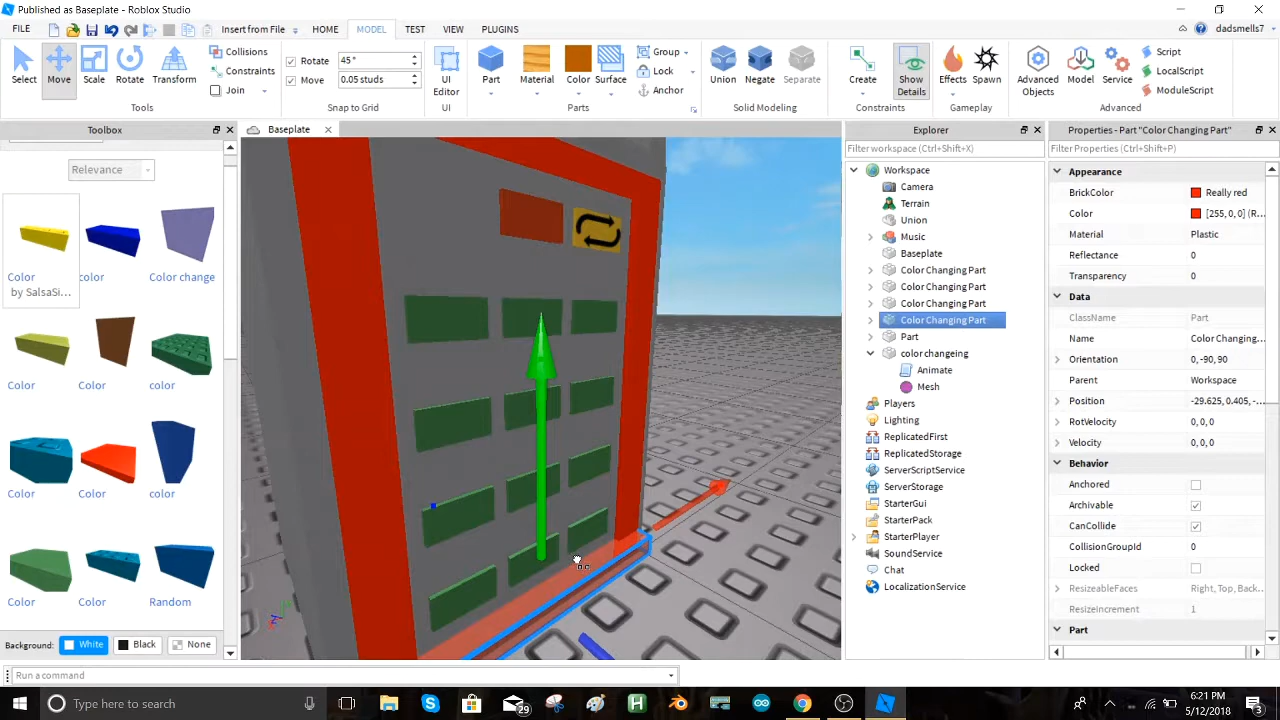 Published as Baseplate - Roblox Studio
FILE
Insert from File
HOME
MODEL
TEST
VIEW
PLUGINS
dadsmells7
Select
Move
Scale
Rotate
Transform
Collisions
Constraints
Join
Tools
Rotate
45°
Move
0.05 studs
Snap to Grid
UI
Editor
UI
Part
Material
Color
Surface
Group
Lock
Anchor
Parts
Union
Negate
Separate
Solid Modeling
Create
Show
Details
Constraints
Effects
Spawn
Gameplay
Advanced
Objects
Model
Service
Script
LocalScript
ModuleScript
Advanced
Toolbox
Relevance
Color
by SalsaSi...
color
Color change
Color
Color
color
Color
Color
color
Color
Color
Random
Background:
White
Black
None
Baseplate
Explorer
Filter workspace (Ctrl+Shift+X)
Workspace
Camera
Terrain
Union
Music
Baseplate
Color Changing Part
Color Changing Part
Color Changing Part
Color Changing Part
Part
color changeing
Animate
Mesh
Players
Lighting
ReplicatedFirst
ReplicatedStorage
ServerScriptService
ServerStorage
StarterGui
StarterPack
StarterPlayer
SoundService
Chat
LocalizationService
Properties - Part "Color Changing Part"
Filter Properties (Ctrl+Shift+P)
Appearance
BrickColor Really red
Color [255, 0, 0] (R...
Material Plastic
Reflectance 0
Transparency 0
Data
ClassName Part
Name Color Changing...
Orientation 0, -90, 90
Parent Workspace
Position -29.625, 0.405, -...
RotVelocity 0, 0, 0
Velocity 0, 0, 0
Behavior
Anchored
Archivable
CanCollide
CollisionGroupId 0
Locked
ResizeableFaces Right, Top, Back...
ResizeIncrement 1
Part
Run a command
Type here to search
29
6:21 PM
5/12/2018